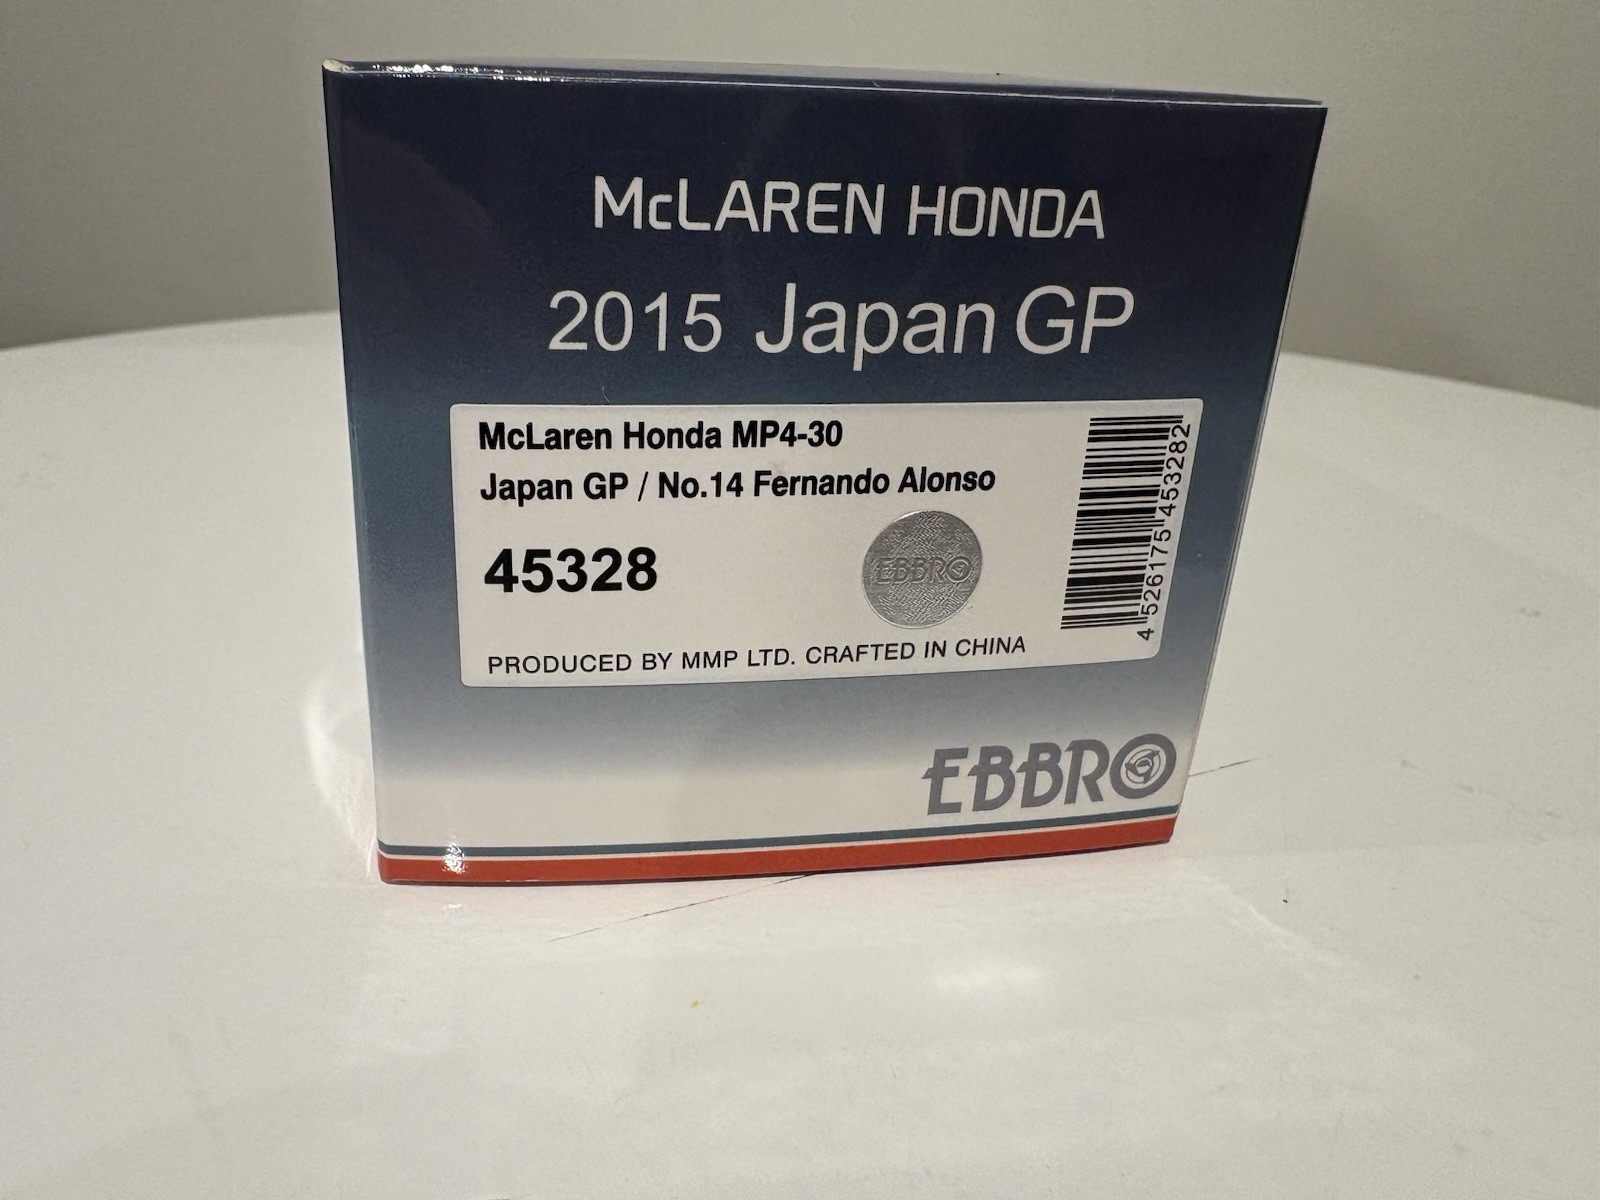 McLAREN HONDA
2015 Japan GP
McLaren Honda MP4-30
Japan GP / No.14 Fernando Alonso
45328
EBBRO
PRODUCED BY MMP LTD. CRAFTED IN CHINA
4 526175 453282
EBBRO